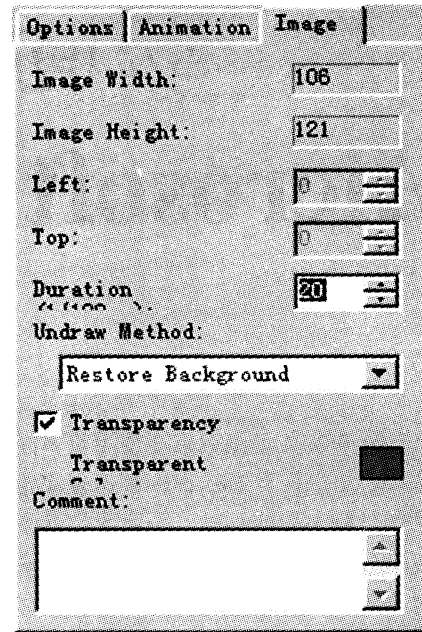 Options Animation Image
Image Width: 106
Image Height: 121
Left: 0
Top: 0
Duration 20
Undraw Method:
Restore Background
Transparency
Transparent
Comment: